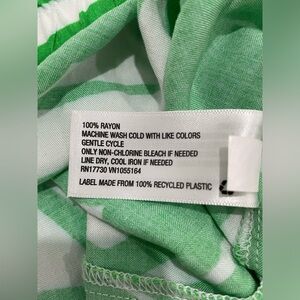 100% RAYON
MACHINE WASH COLD WITH LIKE COLORS
GENTLE CYCLE
ONLY NON-CHLORINE BLEACH IF NEEDED
LINE DRY, COOL IRON IF NEEDED
RN17730 VN1055164
LABEL MADE FROM 100% RECYCLED PLASTIC